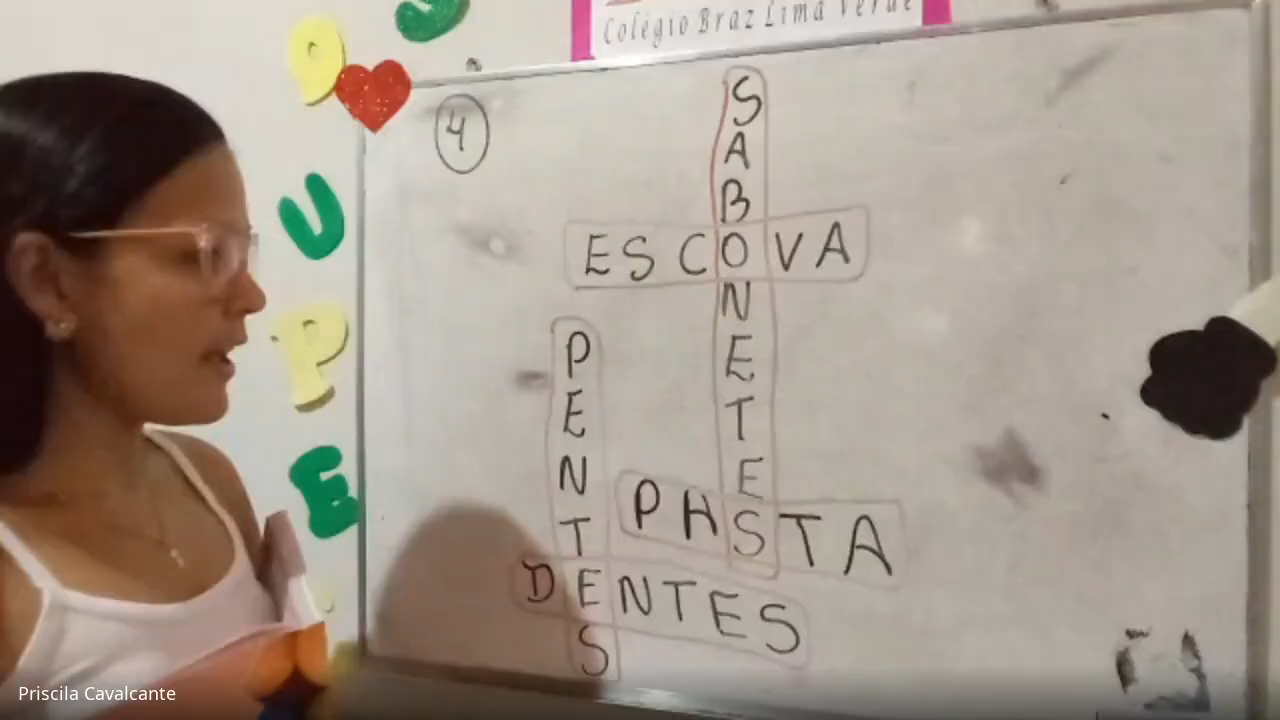 Colégio Braz Lima Verde
4
SABONETES
ESCOVA
PENTES
PASTA
DENTES
U
P
E
Priscila Cavalcante